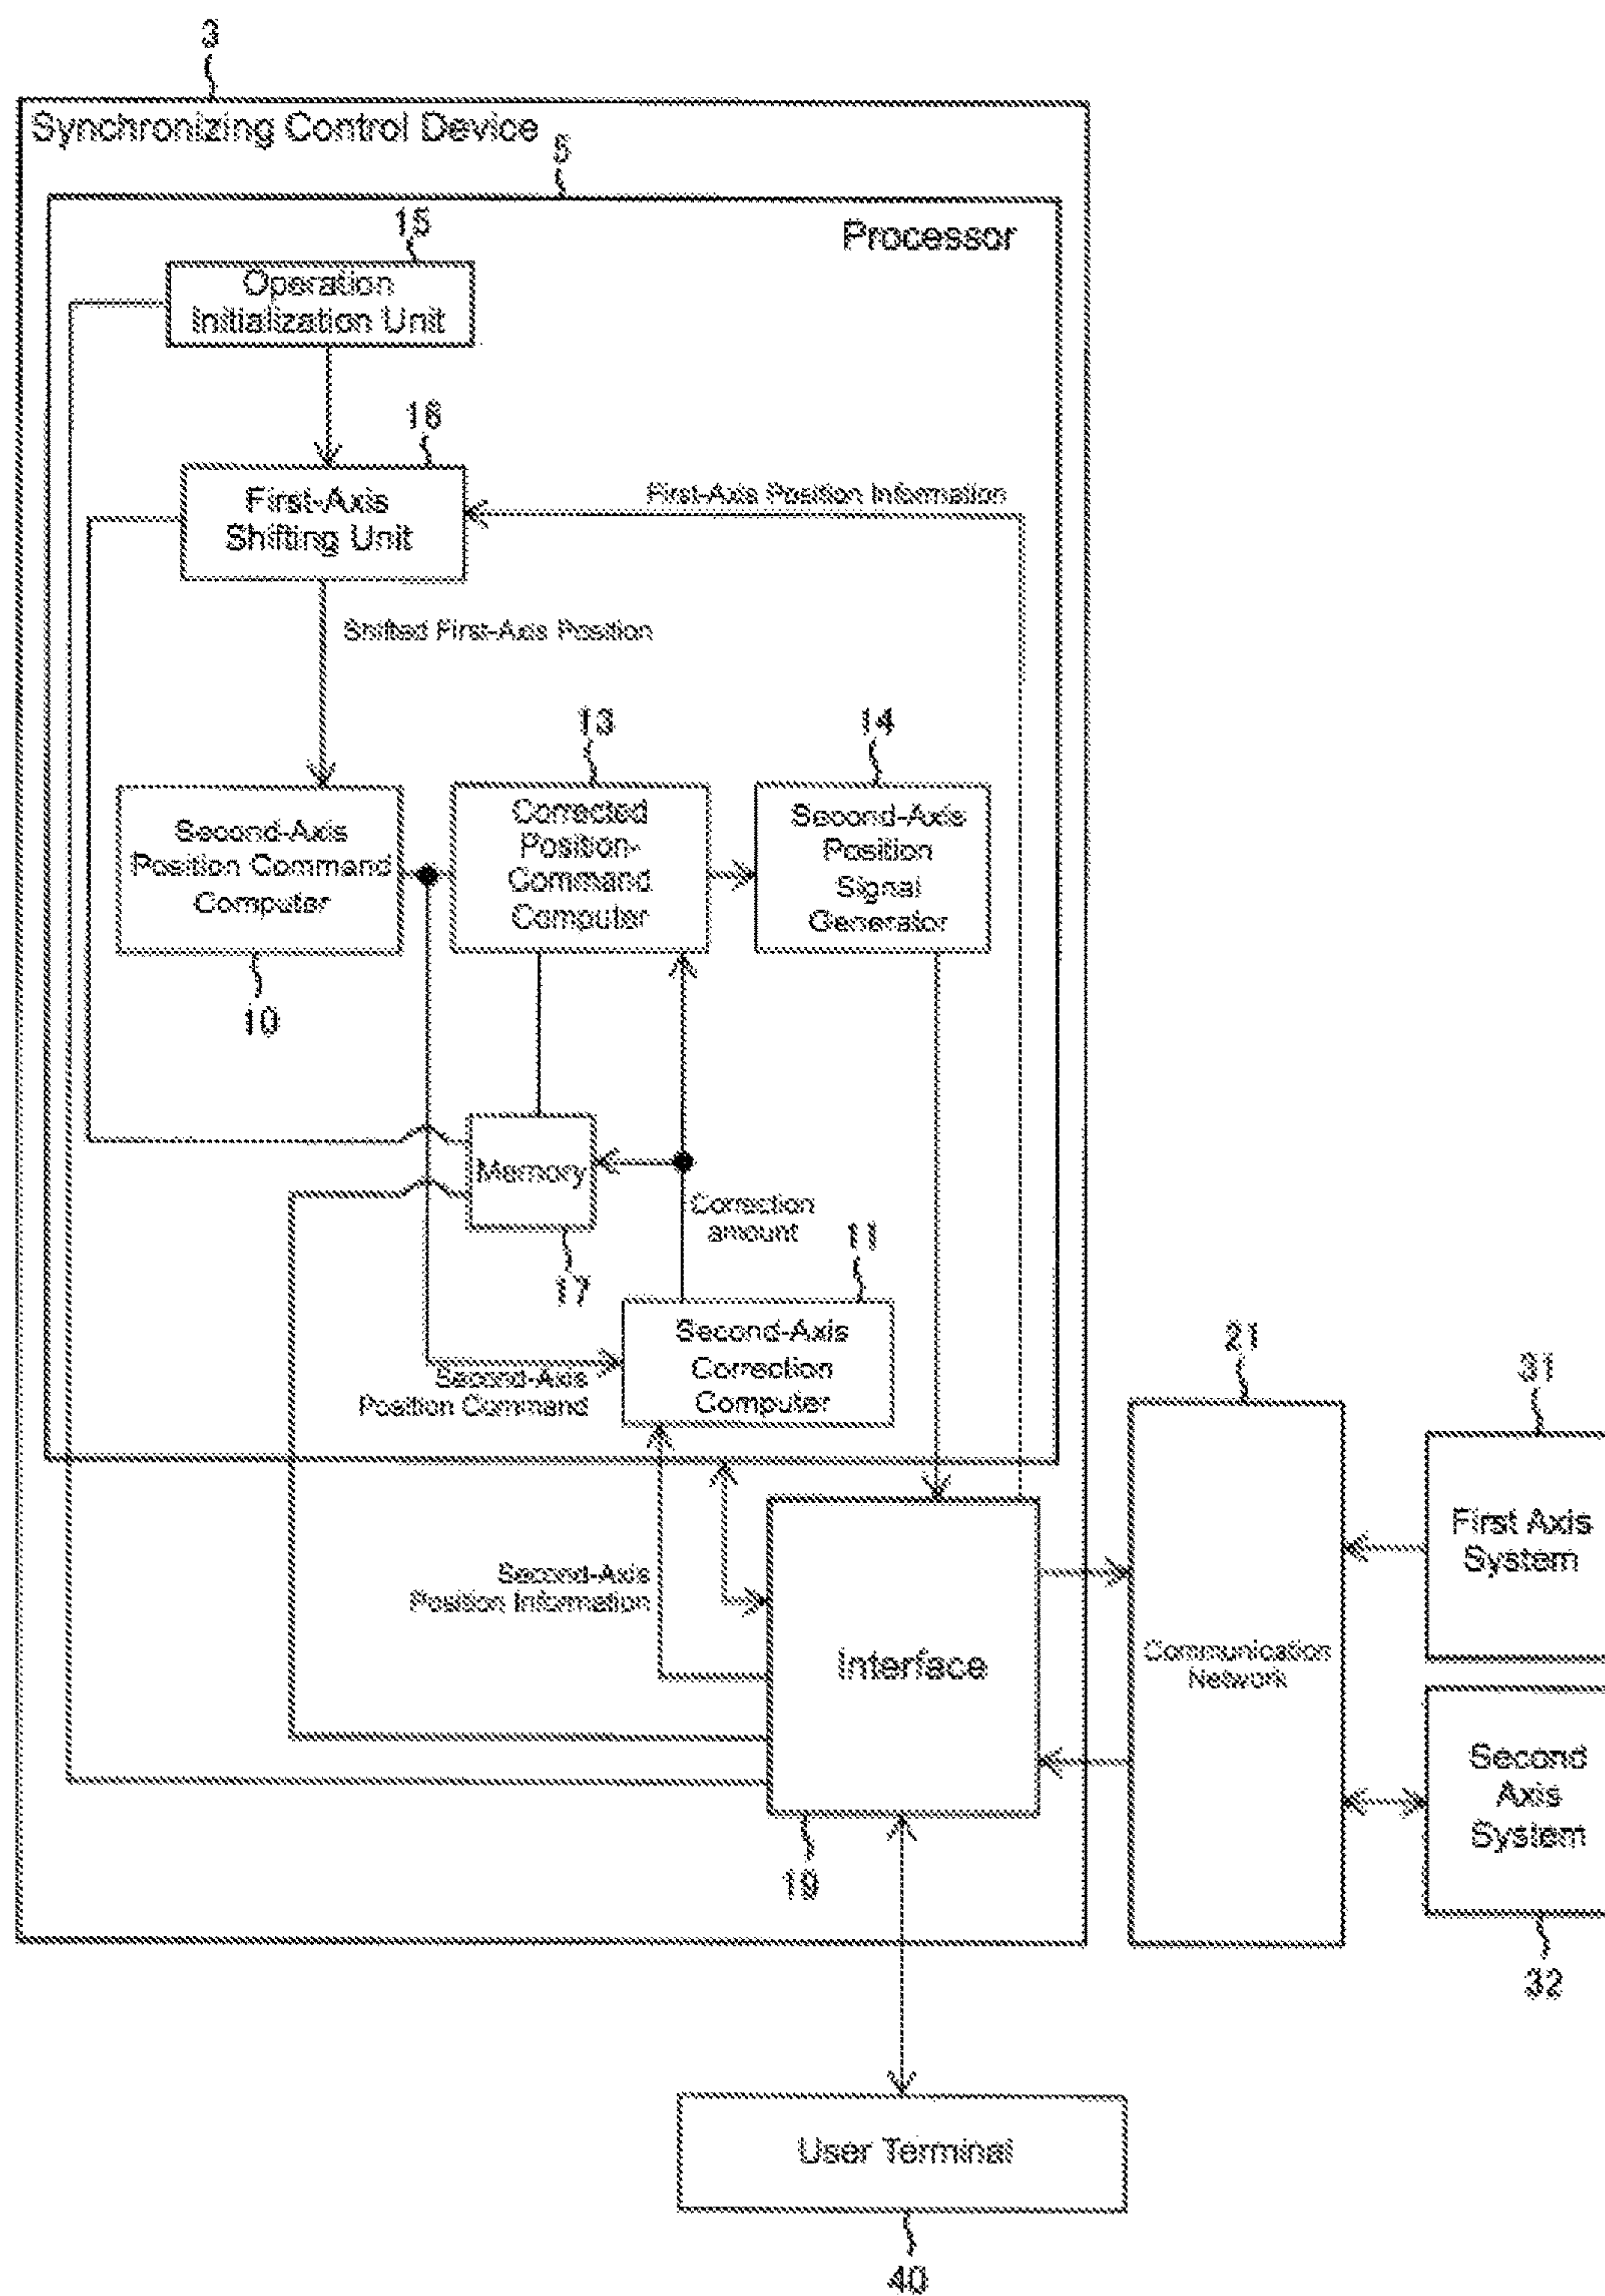 3
Synchronizing Control Device
5
Processor
15
Operation
Initialization Unit
16
First-Axis
Shifting Unit
First-Axis Position Information
Shifted First-Axis Position
13
14
Second-Axis
Position Command
Computer
Corrected
Position-
Command
Computer
Second-Axis
Position
Signal
Generator
10
Memory
Correction
amount
11
17
Second-Axis
Correction
Computer
Second-Axis
Position Command
21
31
First Axis
System
Second-Axis
Position Information
Interface
Communication
Network
Second
Axis
System
19
32
User Terminal
40